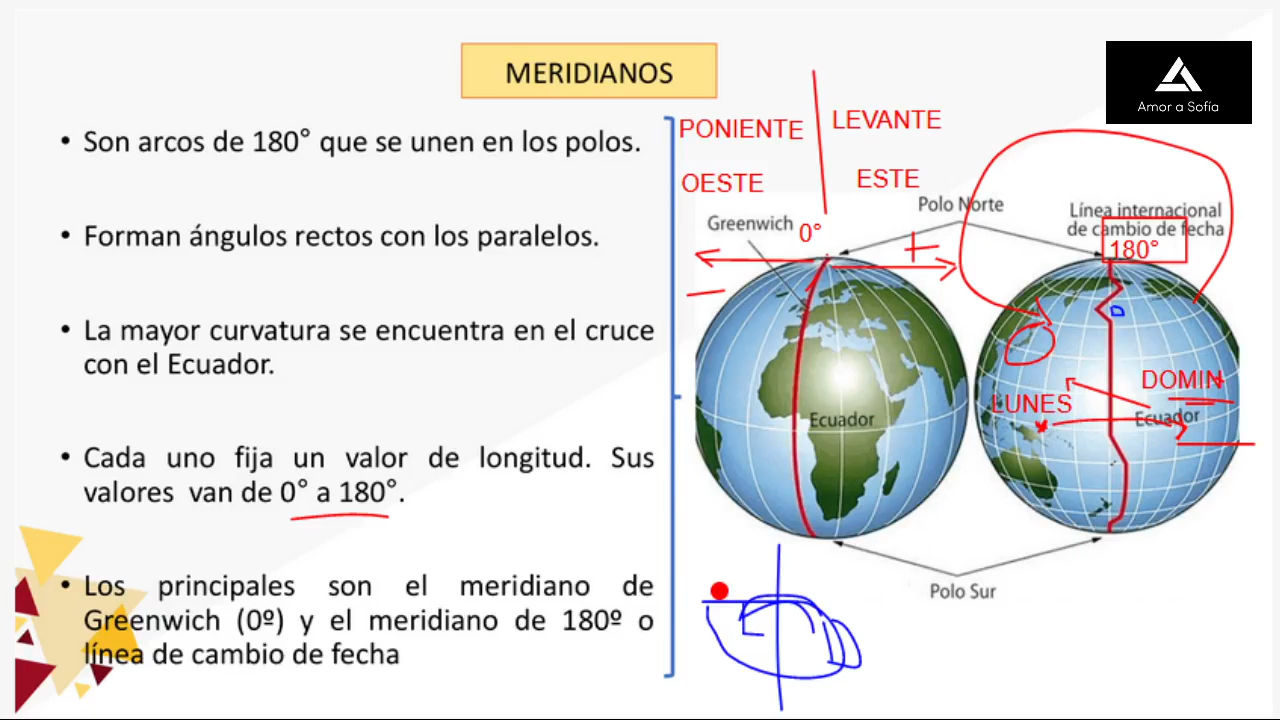 MERIDIANOS
Amor a Sofía
• Son arcos de 180° que se unen en los polos.
• Forman ángulos rectos con los paralelos.
• La mayor curvatura se encuentra en el cruce
con el Ecuador.
• Cada uno fija un valor de longitud. Sus
valores van de 0° a 180°.
• Los principales son el meridiano de
Greenwich (0º) y el meridiano de 180º o
línea de cambio de fecha
PONIENTE
LEVANTE
OESTE
ESTE
Greenwich
0°
Polo Norte
Línea internacional
de cambio de fecha
180°
+
−
DOMIN
LUNES
Ecuador
Ecuador
Polo Sur